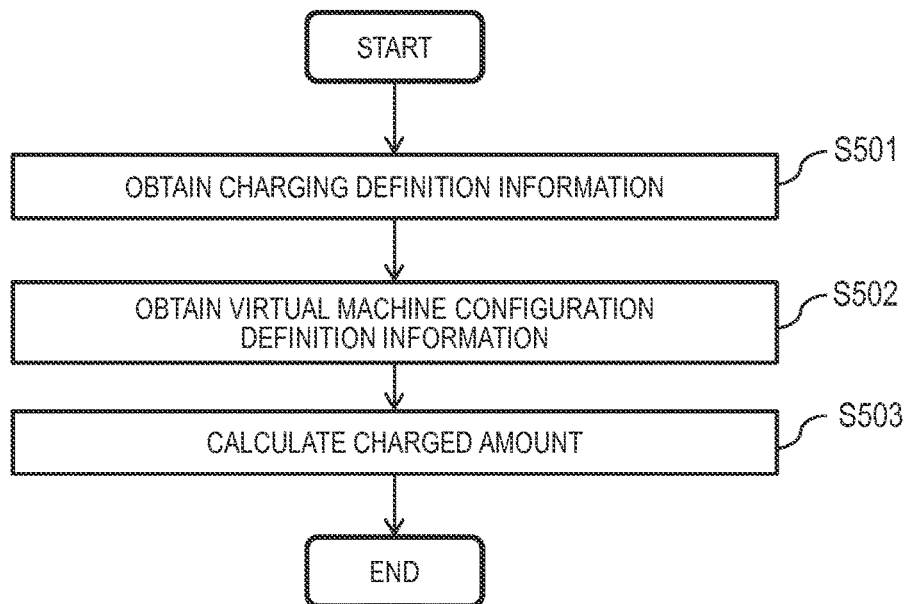 START
S501
OBTAIN CHARGING DEFINITION INFORMATION
S502
OBTAIN VIRTUAL MACHINE CONFIGURATION
DEFINITION INFORMATION
S503
CALCULATE CHARGED AMOUNT
END